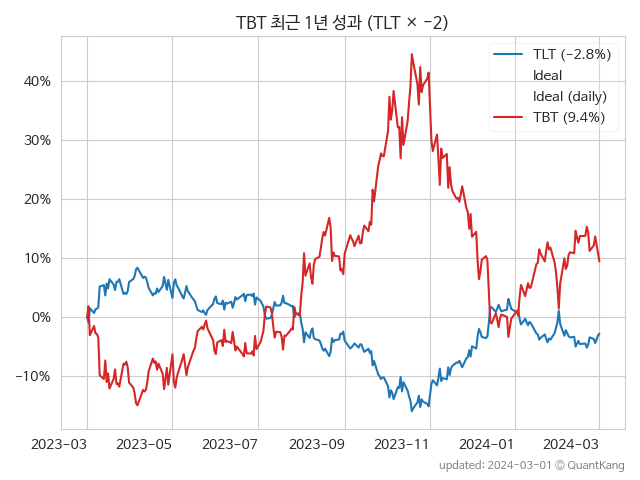 TBT 최근 1년 성과 (TLT × −2)
TLT (−2.8%)
Ideal
Ideal (daily)
TBT (9.4%)
40%
30%
20%
10%
0%
−10%
2023−03
2023−05
2023−07
2023−09
2023−11
2024−01
2024−03
updated: 2024−03−01 © QuantKang